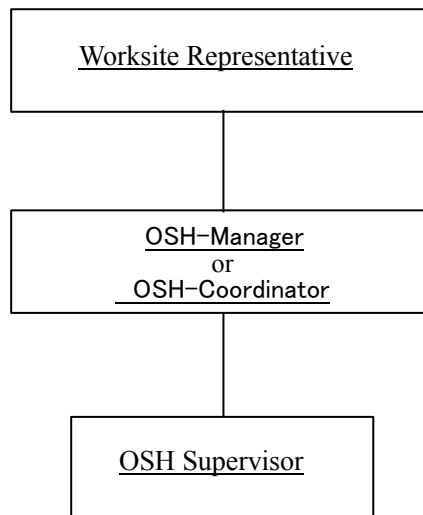 Worksite Representative
OSH-Manager
or
OSH-Coordinator
OSH Supervisor